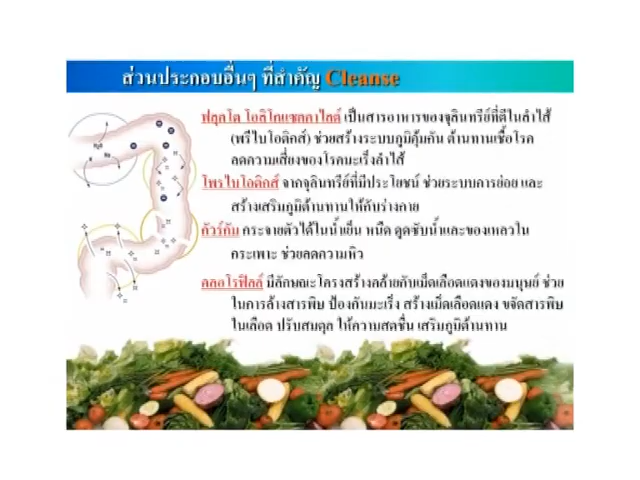 ส่วนประกอบอื่นๆ ที่สำคัญ Cleanse
ฟลุคโต โอลิโกแซคคาไลด์ เป็นสารอาหารของจุลินทรีย์ที่ดีในลำไส้
(พรีไบโอติกส์) ช่วยสร้างระบบภูมิคุ้มกัน ต้านทานเชื้อโรค
ลดความเสี่ยงของโรคมะเร็งลำไส้
โพรไบโอติกส์ จากจุลินทรีย์ที่มีประโยชน์ ช่วยระบบการย่อย และ
สร้างเสริมภูมิต้านทานให้กับร่างกาย
กัวร์กัม กระจายตัวได้ในน้ำเย็น หนืด ดูดซับน้ำและของเหลวใน
กระเพาะ ช่วยลดความหิว
คลอโรฟิลล์ มีลักษณะโครงสร้างคล้ายกับเม็ดเลือดแดงของมนุษย์ ช่วย
ในการล้างสารพิษ ป้องกันมะเร็ง สร้างเม็ดเลือดแดง ขจัดสารพิษ
ในเลือด ปรับสมดุล ให้ความสดชื่น เสริมภูมิต้านทาน